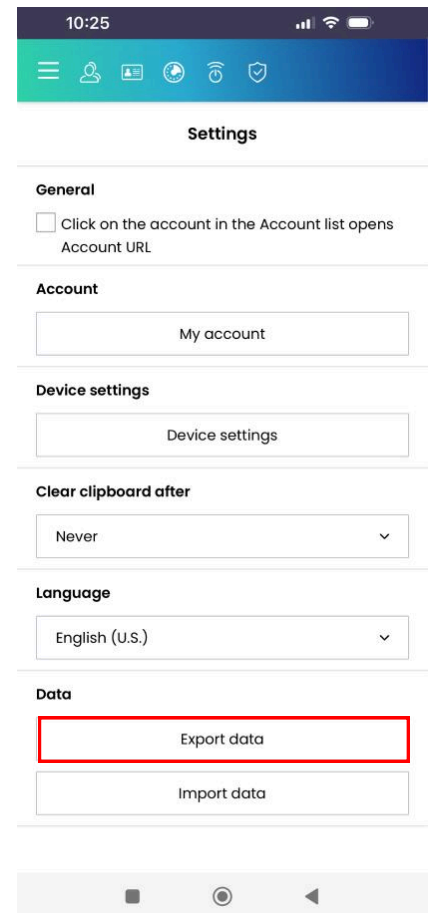 10:25
Settings
General
Click on the account in the Account list opens
Account URL
Account
My account
Device settings
Device settings
Clear clipboard after
Never
Language
English (U.S.)
Data
Export data
Import data